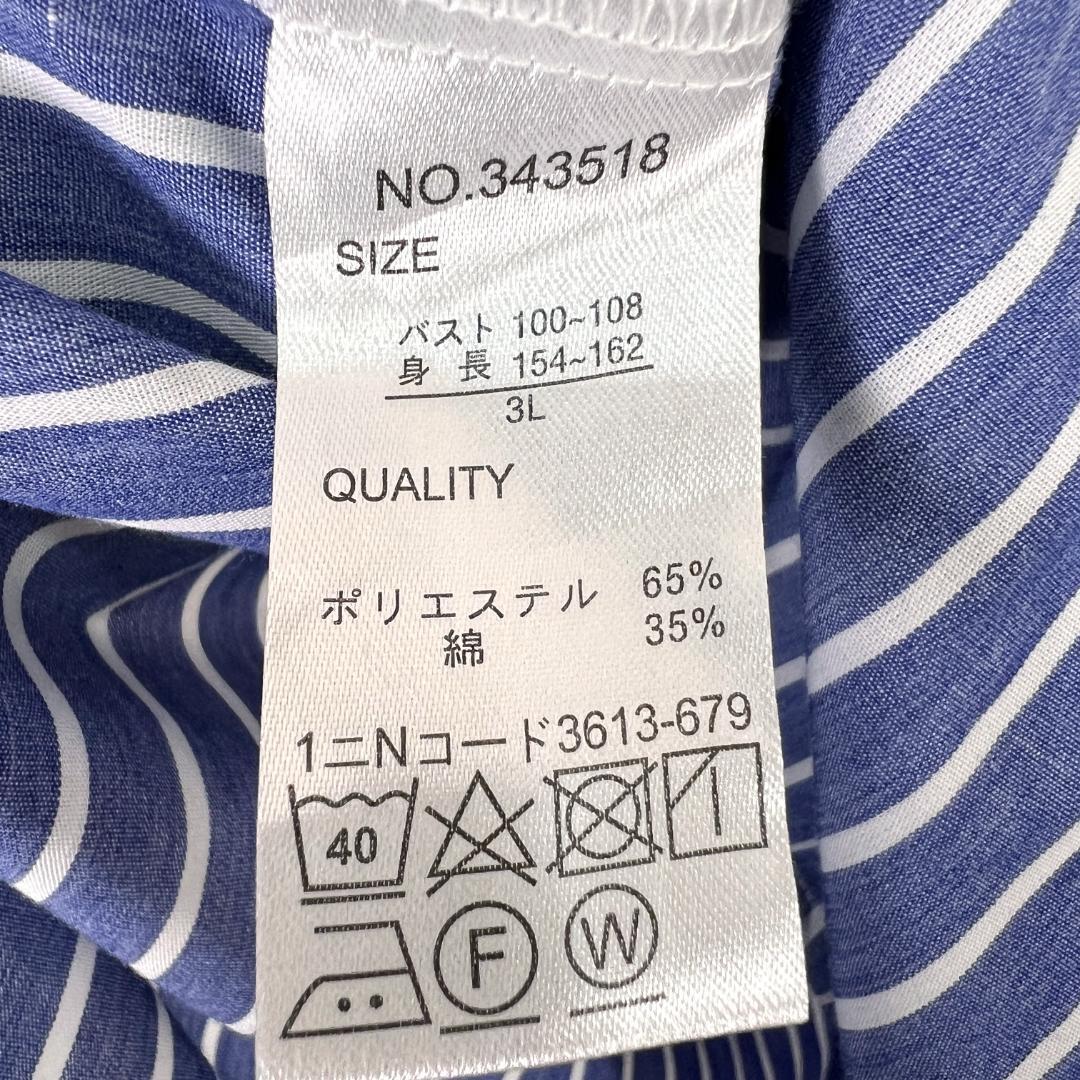 NO.343518
SIZE
バスト 100~108
身 長 154~162
3L
QUALITY
ポリエステル 65%
綿 35%
1ニNコード3613-679
40
F W